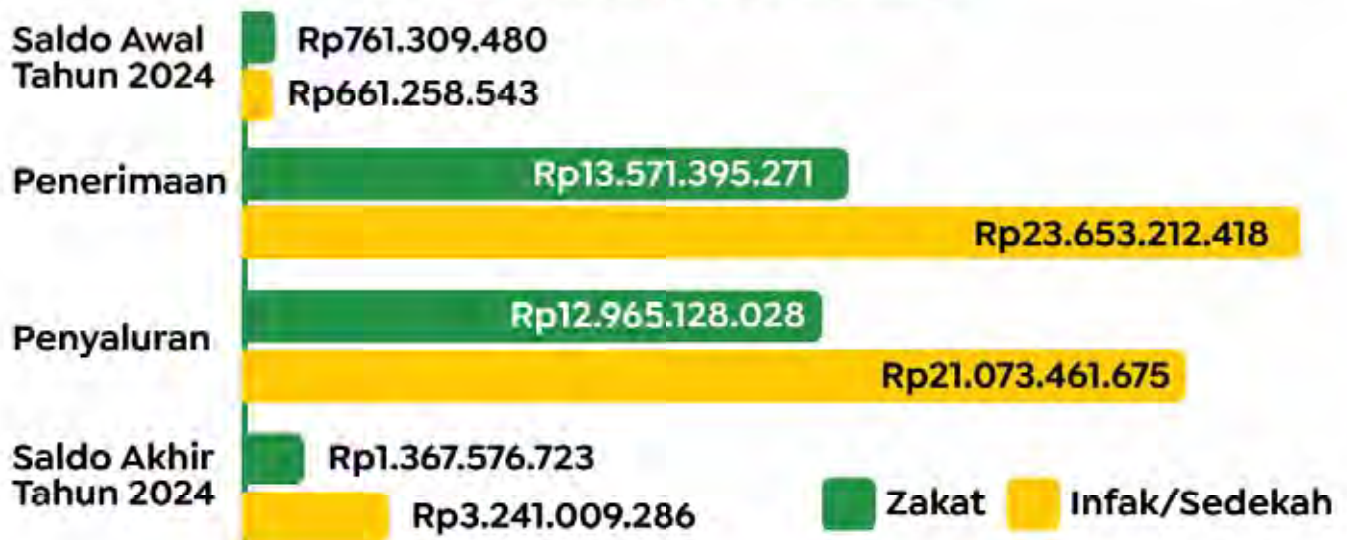 Saldo Awal
Tahun 2024
Rp761.309.480
Rp661.258.543
Penerimaan
Rp13.571.395.271
Rp23.653.212.418
Penyaluran
Rp12.965.128.028
Rp21.073.461.675
Saldo Akhir
Tahun 2024
Rp1.367.576.723
Rp3.241.009.286
Zakat
Infak/Sedekah